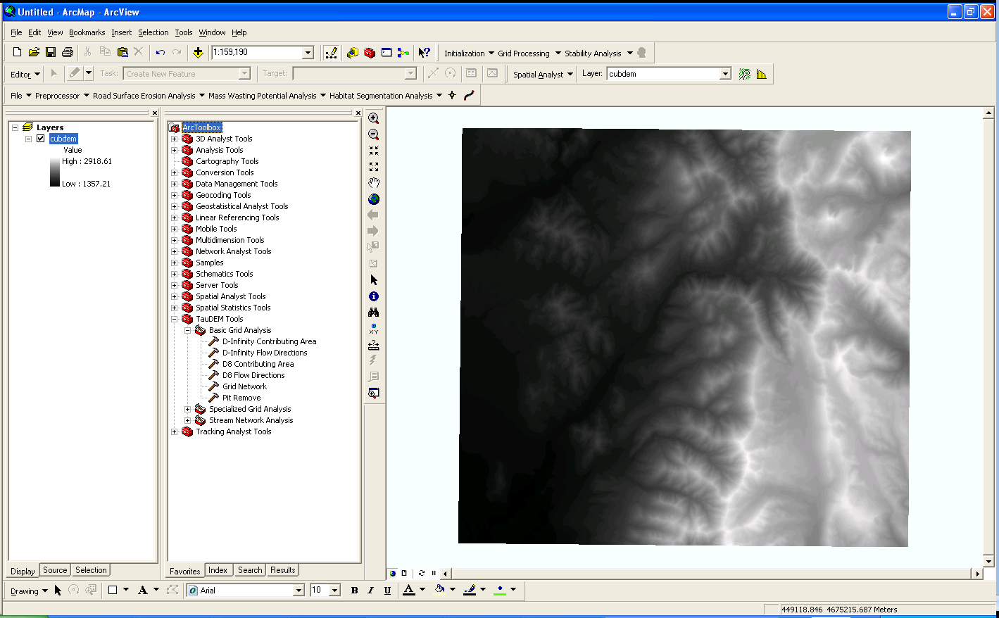 Untitled - ArcMap - ArcView
File Edit View Bookmarks Insert Selection Tools Window Help
1:159,190 Initialization Grid Processing Stability Analysis
Editor Task: Create New Feature Target: Spatial Analyst Layer: cubdem
File Preprocessor Road Surface Erosion Analysis Mass Wasting Potential Analysis Habitat Segmentation Analysis
Layers
cubdem
Value
High : 2918.61
Low : 1357.21
Display Source Selection
ArcToolbox
3D Analyst Tools
Analysis Tools
Cartography Tools
Conversion Tools
Data Management Tools
Geocoding Tools
Geostatistical Analyst Tools
Linear Referencing Tools
Mobile Tools
Multidimension Tools
Network Analyst Tools
Samples
Schematics Tools
Server Tools
Spatial Analyst Tools
Spatial Statistics Tools
TauDEM Tools
Basic Grid Analysis
D-Infinity Contributing Area
D-Infinity Flow Directions
D8 Contributing Area
D8 Flow Directions
Grid Network
Pit Remove
Specialized Grid Analysis
Stream Network Analysis
Tracking Analyst Tools
Favorites Index Search Results
XY
Drawing A Arial 10 B I U A
449118.846 4675215.687 Meters